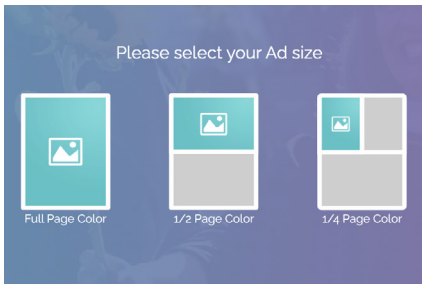 Please select your Ad size
Full Page Color
1/2 Page Color
1/4 Page Color